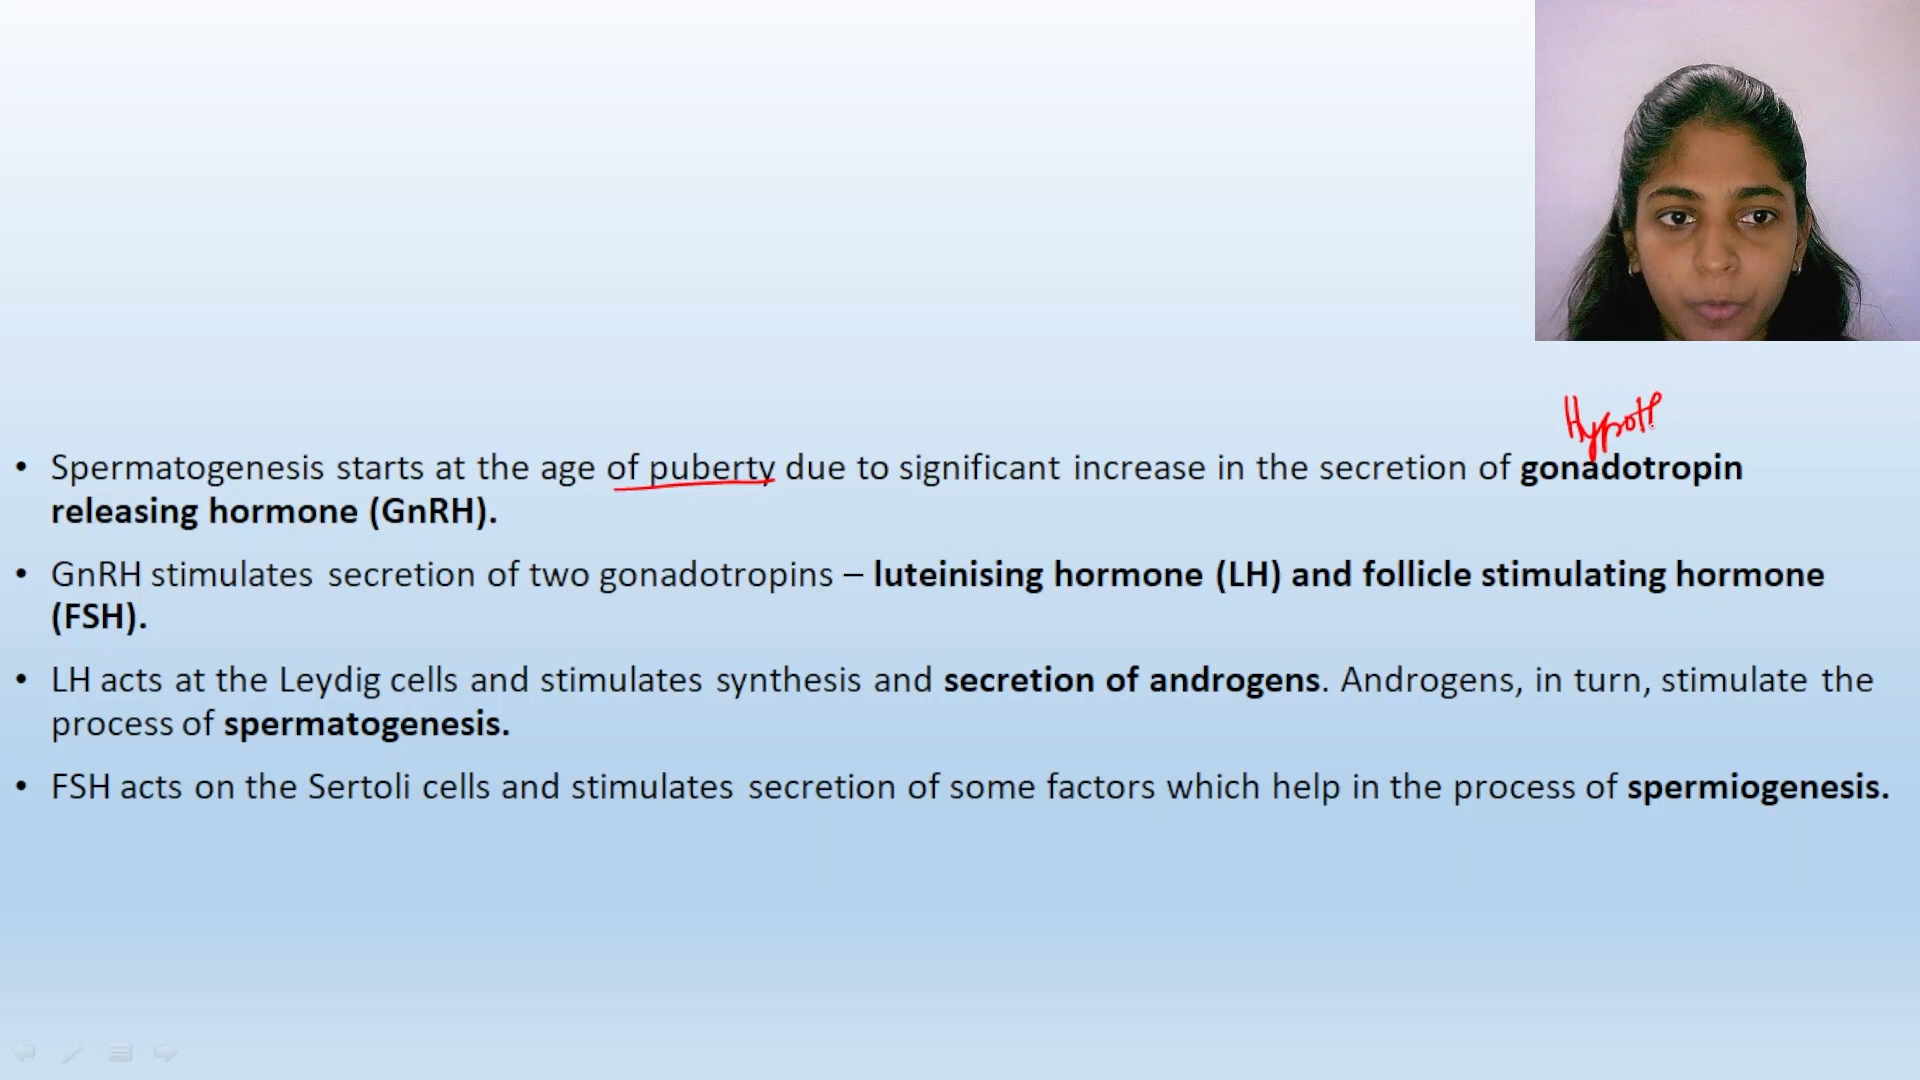 Hypoth
• Spermatogenesis starts at the age of puberty due to significant increase in the secretion of gonadotropin
releasing hormone (GnRH).
• GnRH stimulates secretion of two gonadotropins – luteinising hormone (LH) and follicle stimulating hormone
(FSH).
• LH acts at the Leydig cells and stimulates synthesis and secretion of androgens. Androgens, in turn, stimulate the
process of spermatogenesis.
• FSH acts on the Sertoli cells and stimulates secretion of some factors which help in the process of spermiogenesis.